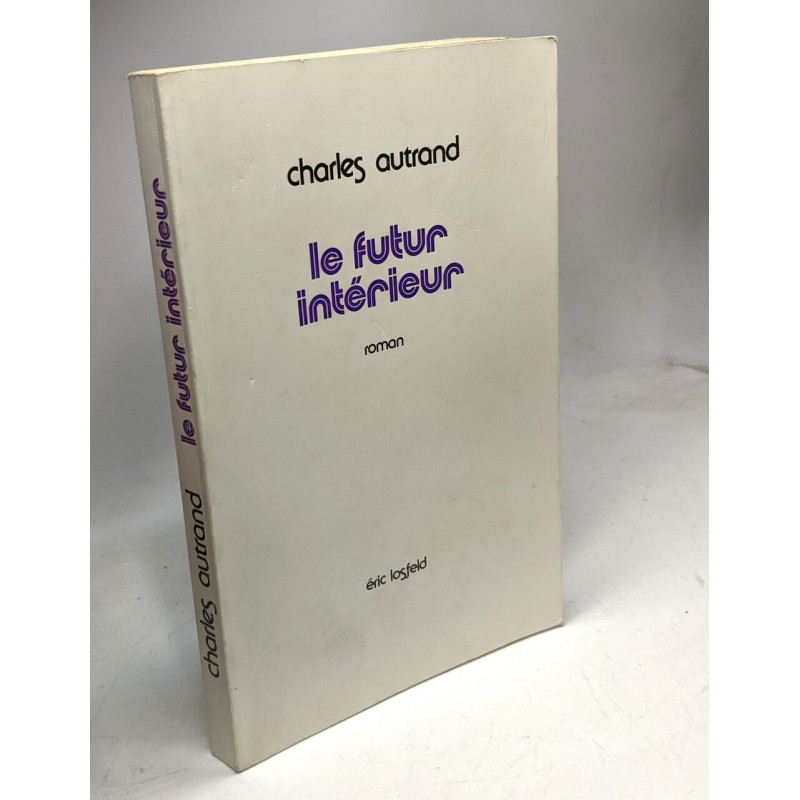 charles autrand
le futur
intérieur
roman
éric losfeld
charles autrand le futur intérieur